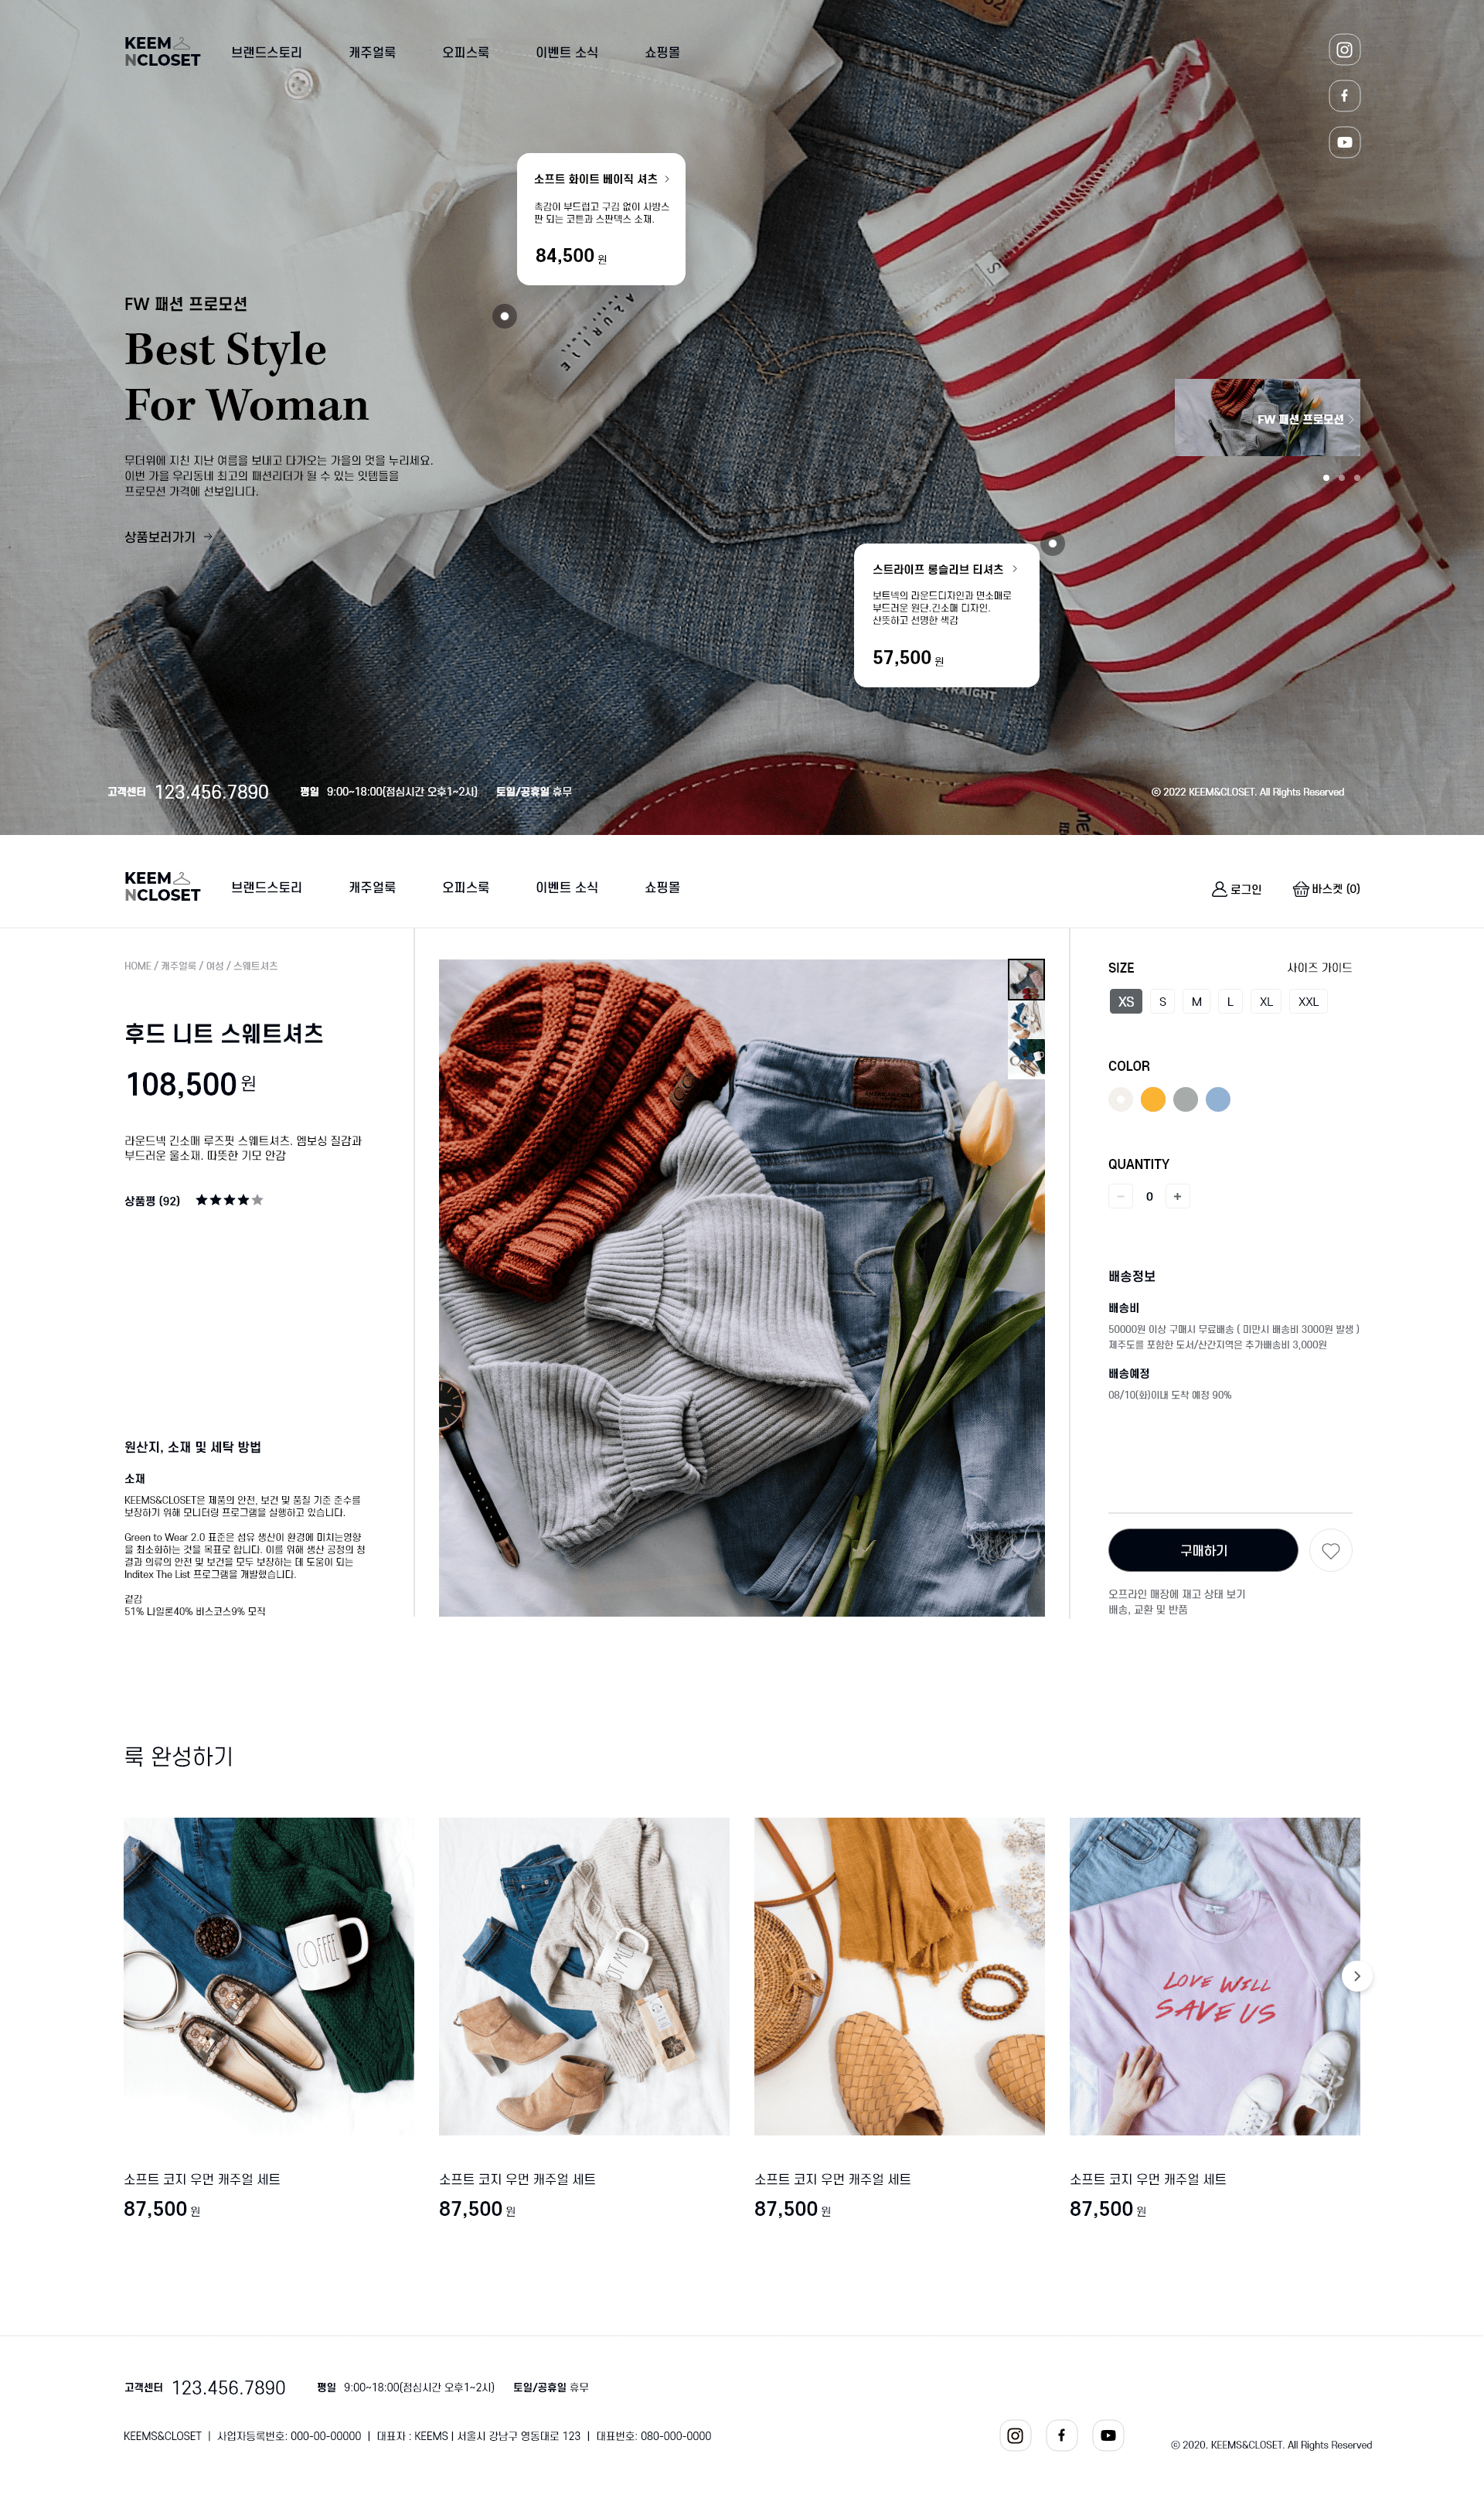 KEEM
NCLOSET
브랜드스토리
캐주얼룩
오피스룩
이벤트 소식
쇼핑몰
소프트 화이트 베이직 셔츠
촉감이 부드럽고 구김 없이 사방스
판 되는 코튼과 스판덱스 소재.
84,500 원
AZURIE
S
FW 패션 프로모션
Best Style
For Woman
무더위에 지친 지난 여름을 보내고 다가오는 가을의 멋을 누리세요.
이번 가을 우리동네 최고의 패션리더가 될 수 있는 잇템들을
프로모션 가격에 선보입니다.
상품보러가기
FW 패션 프로모션
스트라이프 롱슬리브 티셔츠
보트넥의 라운드디자인과 면소매로
부드러운 원단.긴소매 디자인.
산뜻하고 선명한 색감
57,500 원
STRAIGHT
30 X 32
고객센터 123.456.7890 평일 9:00~18:00(점심시간 오후1~2시) 토일/공휴일 휴무
© 2022 KEEM&CLOSET. All Rights Reserved
KEEM
NCLOSET
브랜드스토리
캐주얼룩
오피스룩
이벤트 소식
쇼핑몰
로그인
바스켓 (0)
HOME / 캐주얼룩 / 여성 / 스웨트셔츠
후드 니트 스웨트셔츠
108,500 원
라운드넥 긴소매 루즈핏 스웨트셔츠. 엠보싱 질감과
부드러운 울소재. 따뜻한 기모 안감
상품평 (92)
원산지, 소재 및 세탁 방법
소재
KEEMS&CLOSET은 제품의 안전, 보건 및 품질 기준 준수를
보장하기 위해 모니터링 프로그램을 실행하고 있습니다.
Green to Wear 2.0 표준은 섬유 생산이 환경에 미치는영향
을 최소화하는 것을 목표로 합니다. 이를 위해 생산 공정의 청
결과 의류의 안전 및 보건을 모두 보장하는 데 도움이 되는
Inditex The List 프로그램을 개발했습니다.
겉감
51% 나일론40% 비스코스9% 모직
SIZE
사이즈 가이드
XS S M L XL XXL
COLOR
QUANTITY
− 0 +
배송정보
배송비
50000원 이상 구매시 무료배송 ( 미만시 배송비 3000원 발생 )
제주도를 포함한 도서/산간지역은 추가배송비 3,000원
배송예정
08/10(화)이내 도착 예정 90%
구매하기
오프라인 매장에 재고 상태 보기
배송, 교환 및 반품
룩 완성하기
COFFEE
LOVE WILL
SAVE US
소프트 코지 우먼 캐주얼 세트
87,500 원
소프트 코지 우먼 캐주얼 세트
87,500 원
소프트 코지 우먼 캐주얼 세트
87,500 원
소프트 코지 우먼 캐주얼 세트
87,500 원
고객센터 123.456.7890 평일 9:00~18:00(점심시간 오후1~2시) 토일/공휴일 휴무
KEEMS&CLOSET | 사업자등록번호: 000-00-00000 | 대표자 : KEEMS | 서울시 강남구 영동대로 123 | 대표번호: 080-000-0000
© 2020. KEEMS&CLOSET. All Rights Reserved